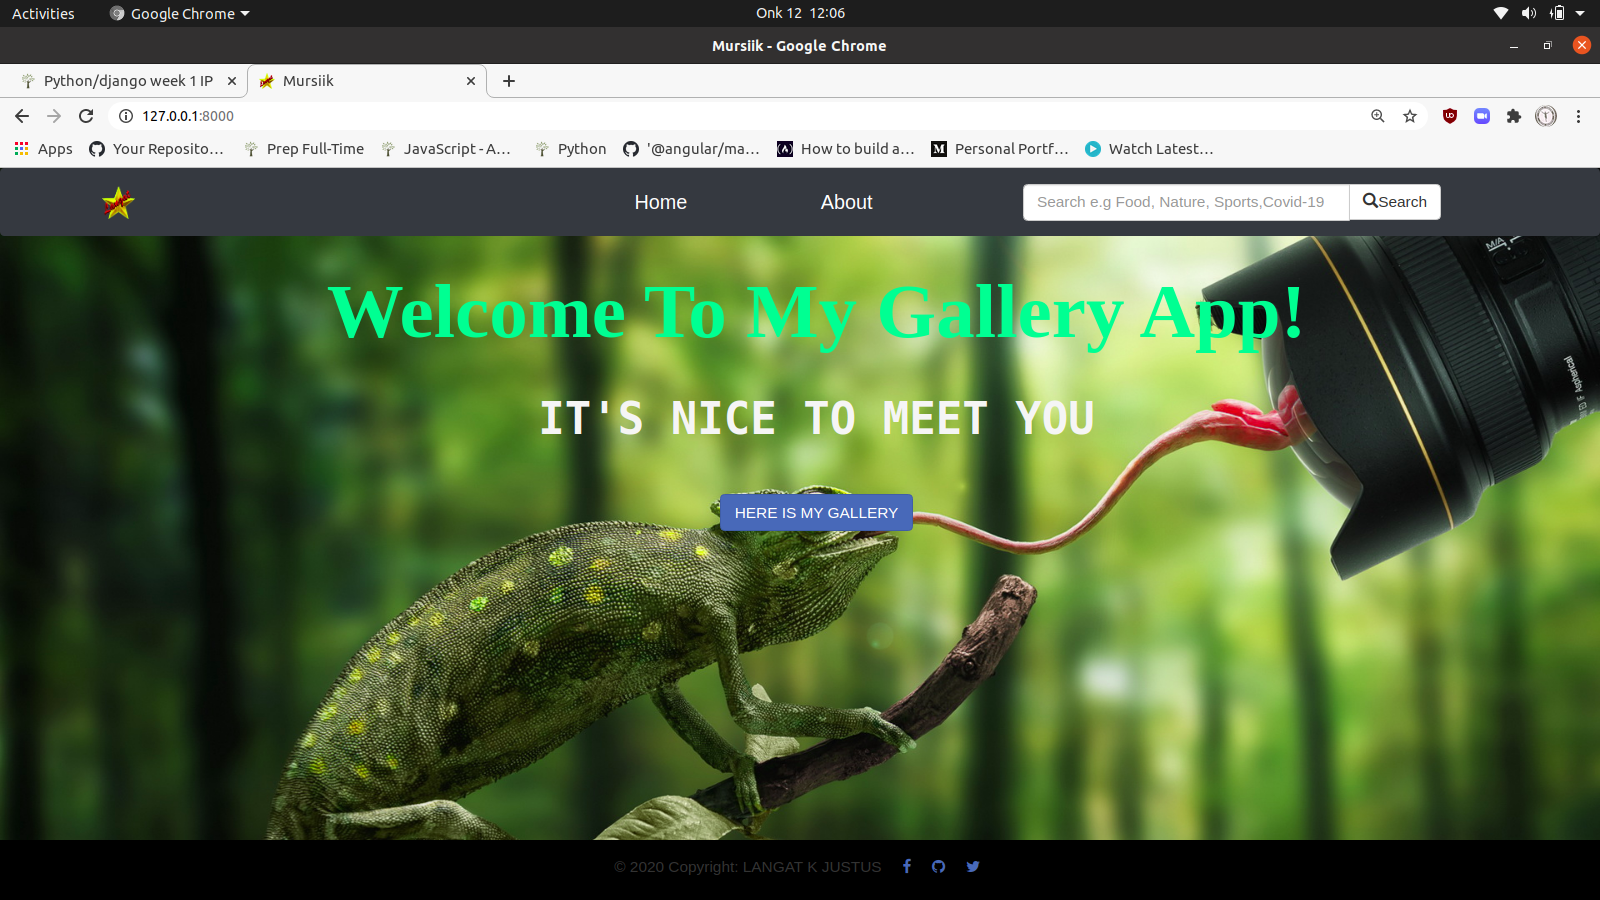 Activities Google Chrome Onk 12 12:06
Mursiik - Google Chrome
Python/django week 1 IP Mursiik
127.0.0.1:8000
Apps Your Reposito… Prep Full-Time JavaScript - A… Python '@angular/ma… How to build a… Personal Portf… Watch Latest…
Home About Search e.g Food, Nature, Sports,Covid-19 Search
M/A
Welcome To My Gallery App!
Aspherical
IT'S NICE TO MEET YOU
HERE IS MY GALLERY
© 2020 Copyright: LANGAT K JUSTUS